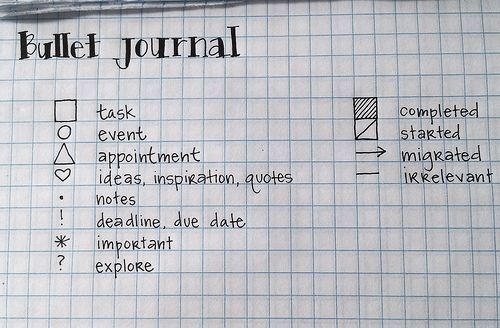 Bullet journal
task
event
appointment
ideas, inspiration, quotes
• notes
! deadline, due date
* important
? explore
completed
started
→ migrated
— irrelevant